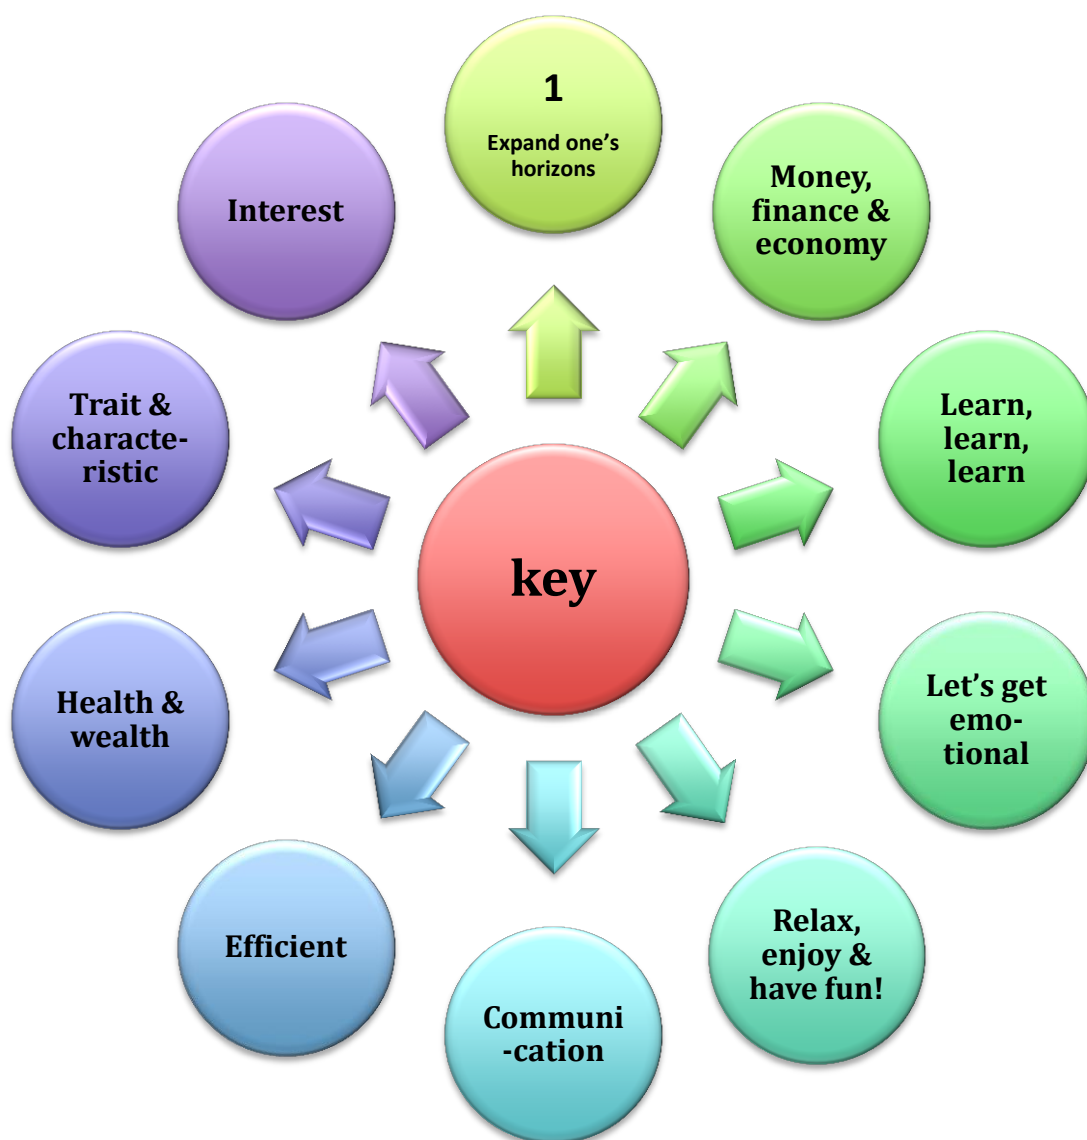 1
Expand one's
horizons
Money,
finance &
economy
Learn,
learn,
learn
Let's get
emo-
tional
Relax,
enjoy &
have fun!
Communi
-cation
Efficient
Health &
wealth
Trait &
characte-
ristic
Interest
key